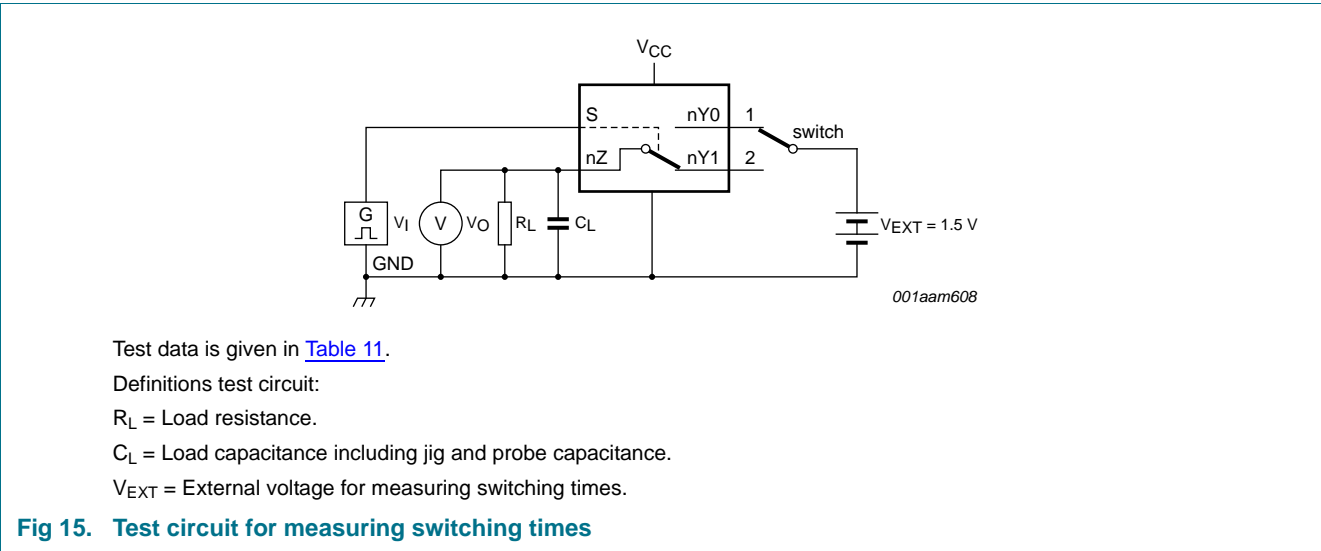 VCC
S
nY0
1
switch
nZ
nY1
2
G
VI
V
VO
RL
CL
VEXT = 1.5 V
GND
001aam608
Test data is given in Table 11.
Definitions test circuit:
RL = Load resistance.
CL = Load capacitance including jig and probe capacitance.
VEXT = External voltage for measuring switching times.
Fig 15. Test circuit for measuring switching times